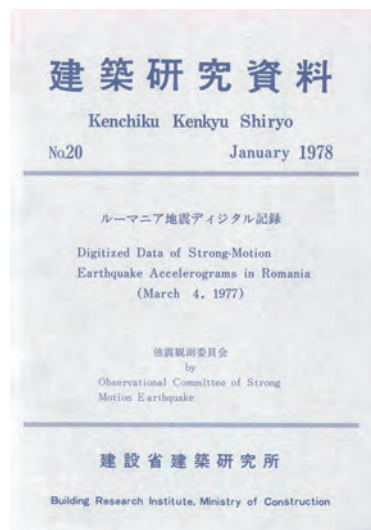 建築研究資料
Kenchiku Kenkyu Shiryo
No.20 January 1978
ルーマニア地震ディジタル記録
Digitized Data of Strong-Motion
Earthquake Accelerograms in Romania
(March 4, 1977)
強震観測委員会
by
Observational Committee of Strong
Motion Earthquake
建設省建築研究所
Building Research Institute, Ministry of Construction